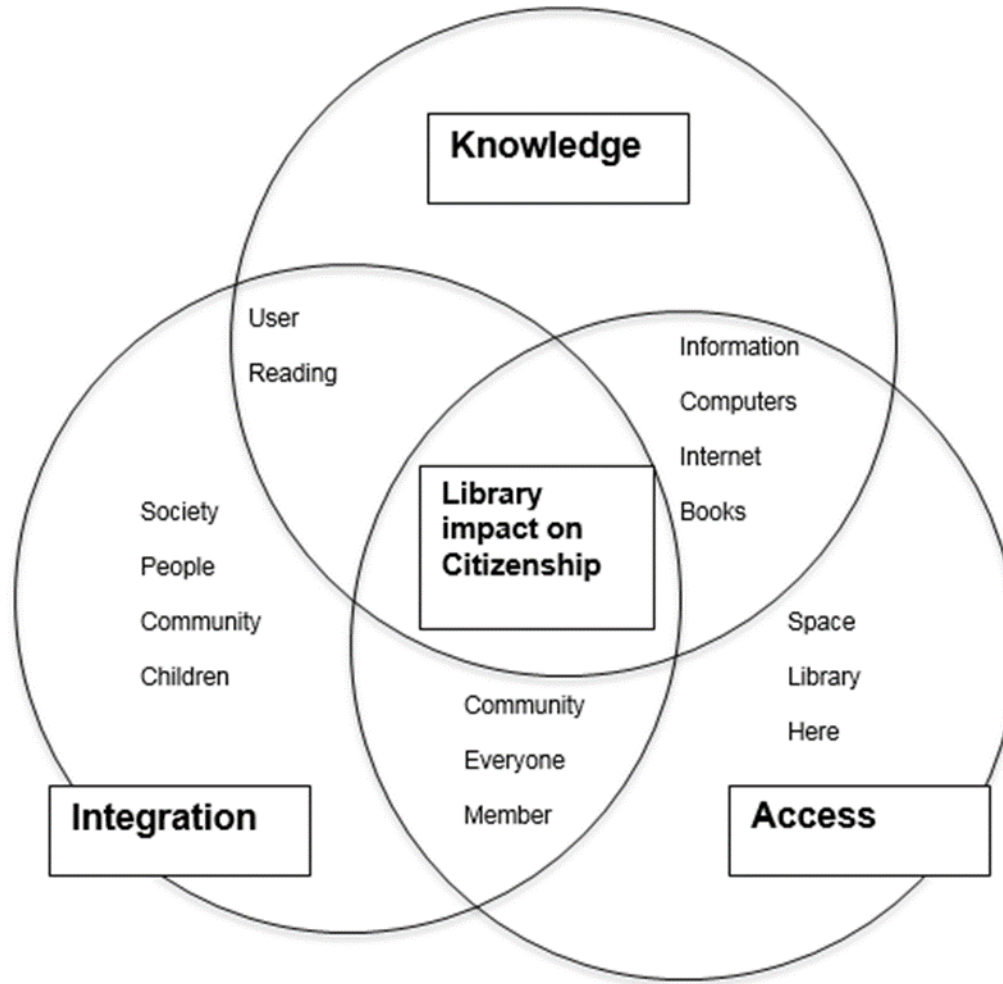 Knowledge
User
Reading
Information
Computers
Internet
Books
Library
impact on
Citizenship
Society
People
Community
Children
Space
Library
Here
Community
Everyone
Member
Integration
Access